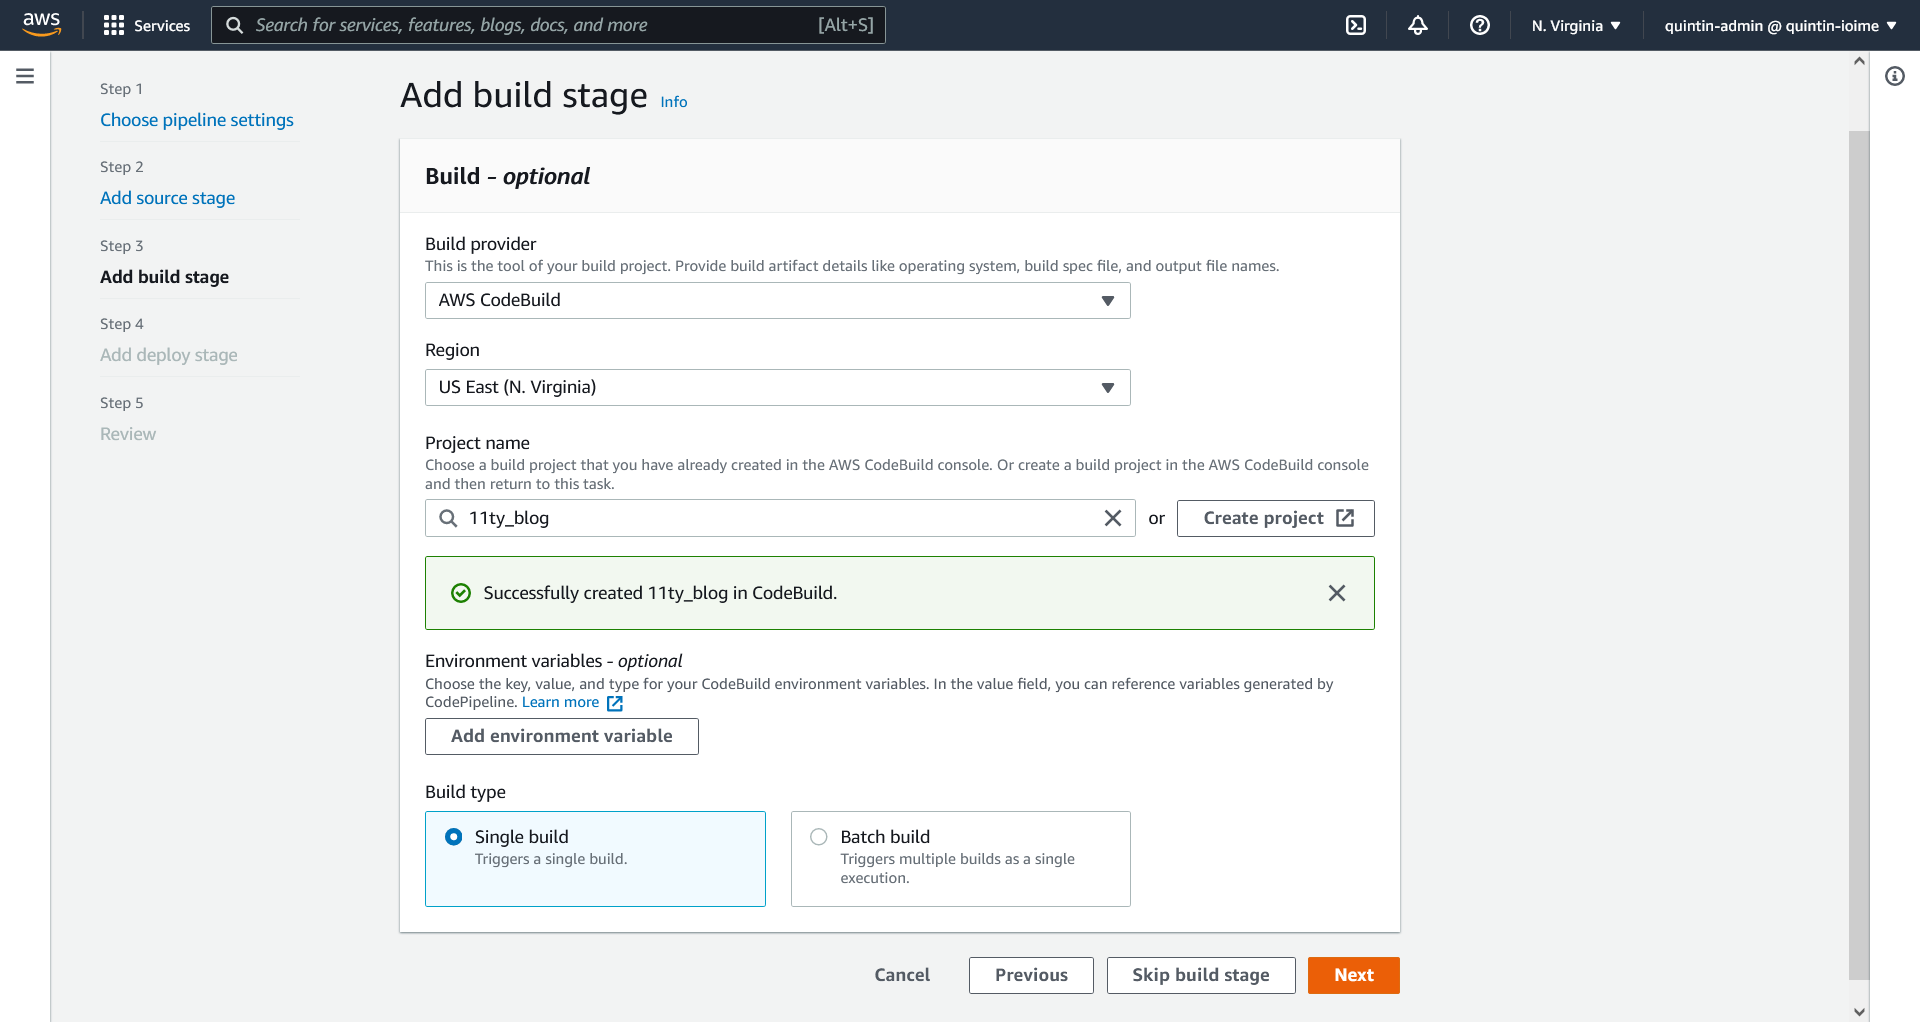 aws
Services
Search for services, features, blogs, docs, and more
[Alt+S]
N. Virginia
quintin-admin @ quintin-ioime
Step 1
Choose pipeline settings
Step 2
Add source stage
Step 3
Add build stage
Step 4
Add deploy stage
Step 5
Review
Add build stage Info
Build - optional
Build provider
This is the tool of your build project. Provide build artifact details like operating system, build spec file, and output file names.
AWS CodeBuild
Region
US East (N. Virginia)
Project name
Choose a build project that you have already created in the AWS CodeBuild console. Or create a build project in the AWS CodeBuild console
and then return to this task.
11ty_blog
or
Create project
Successfully created 11ty_blog in CodeBuild.
Environment variables - optional
Choose the key, value, and type for your CodeBuild environment variables. In the value field, you can reference variables generated by
CodePipeline. Learn more
Add environment variable
Build type
Single build
Triggers a single build.
Batch build
Triggers multiple builds as a single
execution.
Cancel
Previous
Skip build stage
Next